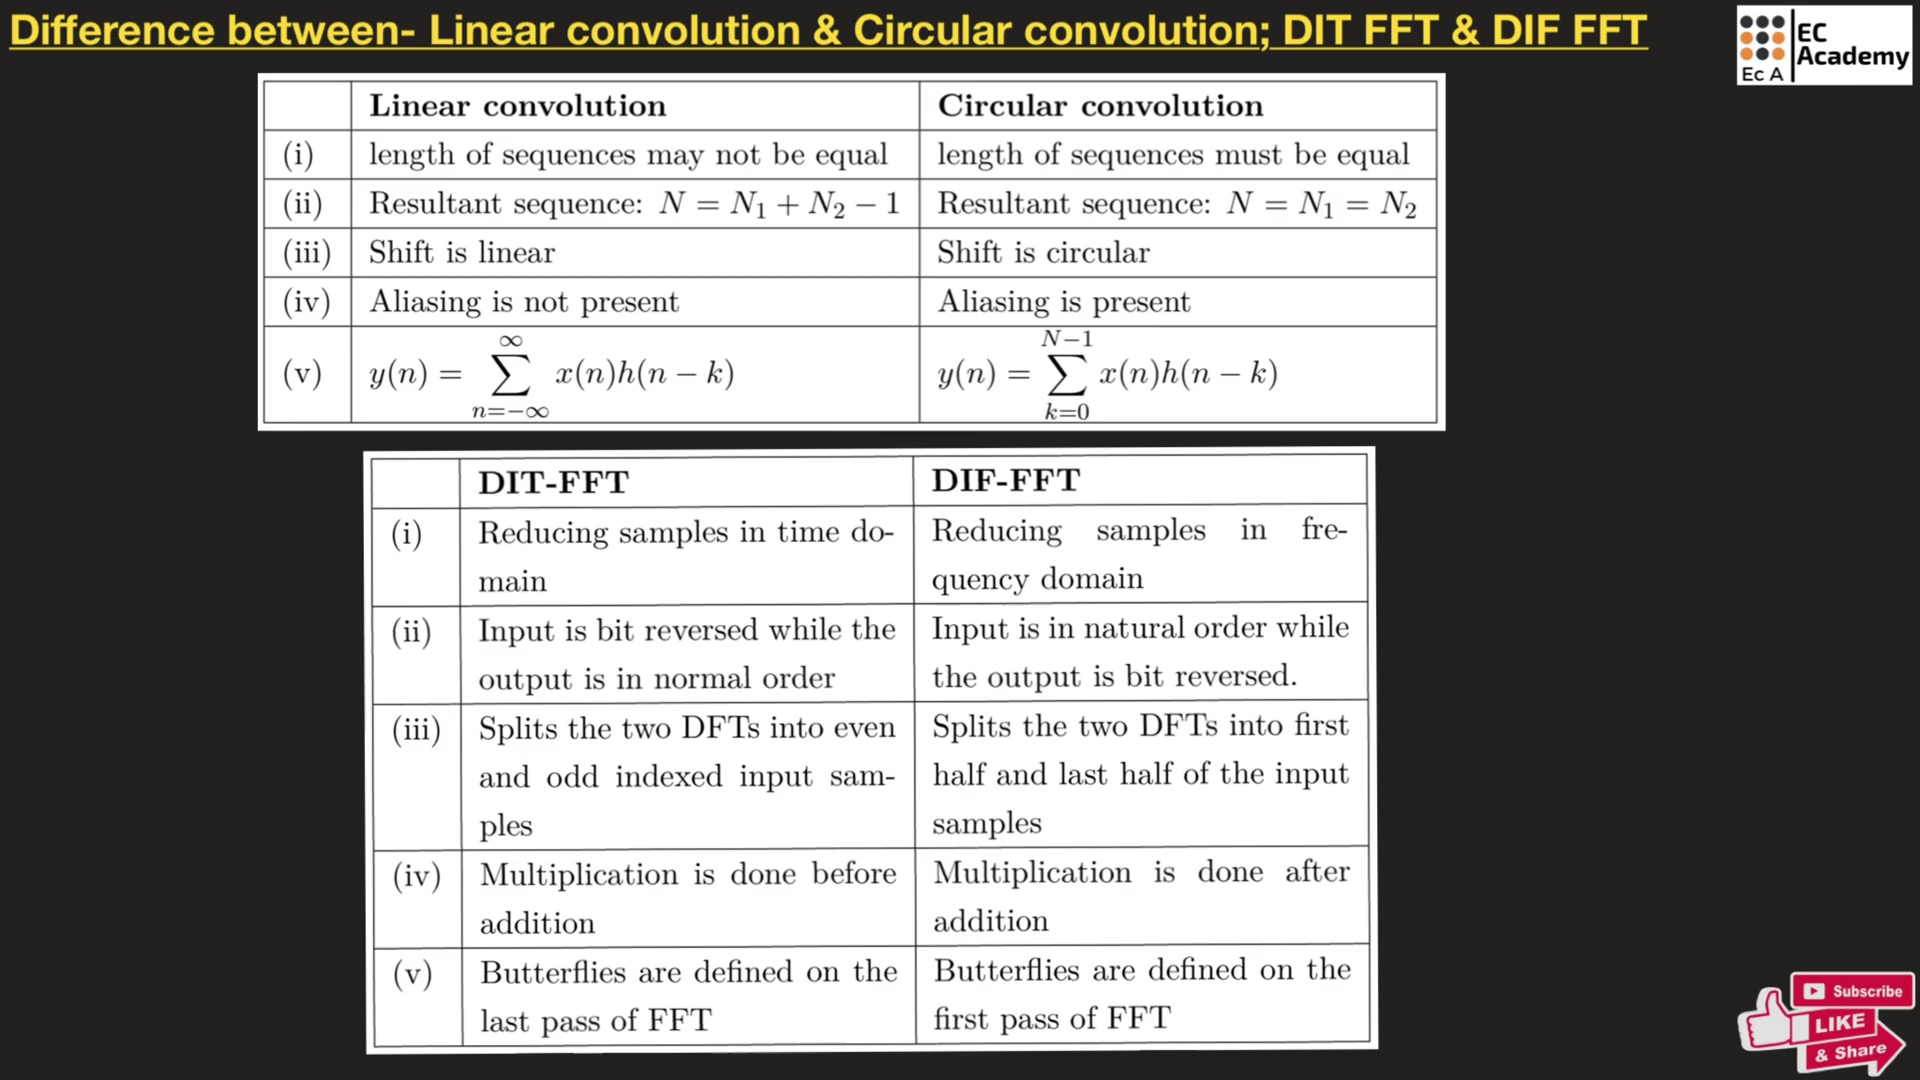 Difference between- Linear convolution & Circular convolution; DIT FFT & DIF FFT
EC
Academy
Ec A
Linear convolution Circular convolution
(i) length of sequences may not be equal length of sequences must be equal
(ii) Resultant sequence: N = N₁ + N₂ − 1 Resultant sequence: N = N₁ = N₂
(iii) Shift is linear Shift is circular
(iv) Aliasing is not present Aliasing is present
∞ N−1
(v) y(n) = ∑ x(n)h(n − k) y(n) = ∑ x(n)h(n − k)
n=−∞ k=0
DIT-FFT DIF-FFT
(i) Reducing samples in time do- Reducing samples in fre-
main quency domain
(ii) Input is bit reversed while the Input is in natural order while
output is in normal order the output is bit reversed.
(iii) Splits the two DFTs into even Splits the two DFTs into first
and odd indexed input sam- half and last half of the input
ples samples
(iv) Multiplication is done before Multiplication is done after
addition addition
(v) Butterflies are defined on the Butterflies are defined on the
last pass of FFT first pass of FFT
Subscribe
LIKE
& Share